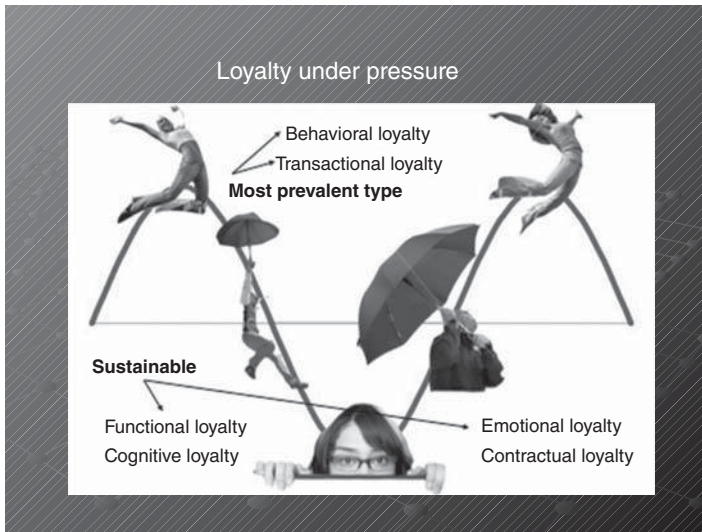 Loyalty under pressure
Behavioral loyalty
Transactional loyalty
Most prevalent type
Sustainable
Functional loyalty
Cognitive loyalty
Emotional loyalty
Contractual loyalty